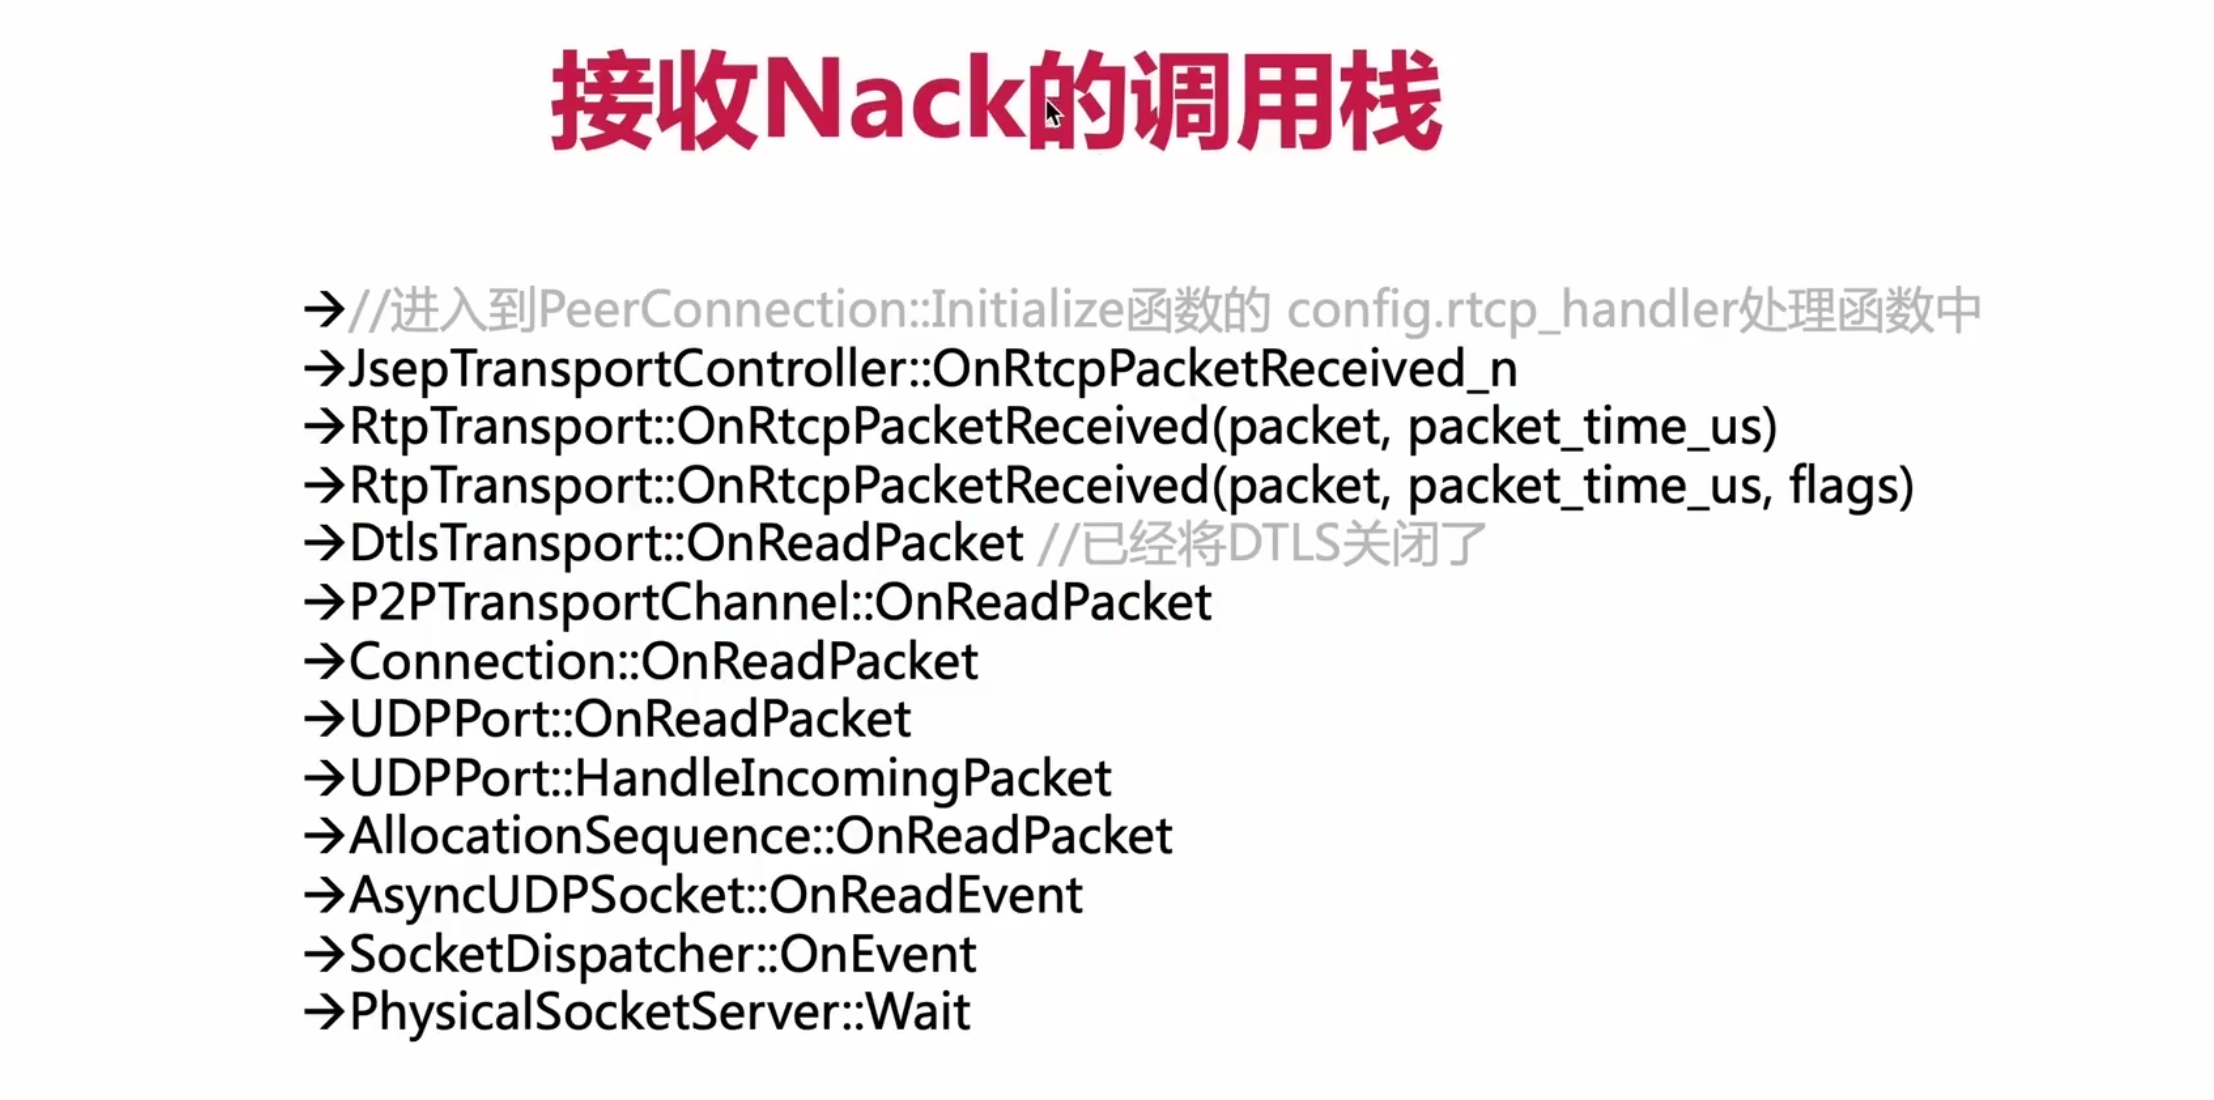 接收Nack的调用栈
→//进入到PeerConnection::Initialize函数的 config.rtcp_handler处理函数中
→JsepTransportController::OnRtcpPacketReceived_n
→RtpTransport::OnRtcpPacketReceived(packet, packet_time_us)
→RtpTransport::OnRtcpPacketReceived(packet, packet_time_us, flags)
→DtlsTransport::OnReadPacket //已经将DTLS关闭了
→P2PTransportChannel::OnReadPacket
→Connection::OnReadPacket
→UDPPort::OnReadPacket
→UDPPort::HandleIncomingPacket
→AllocationSequence::OnReadPacket
→AsyncUDPSocket::OnReadEvent
→SocketDispatcher::OnEvent
→PhysicalSocketServer::Wait